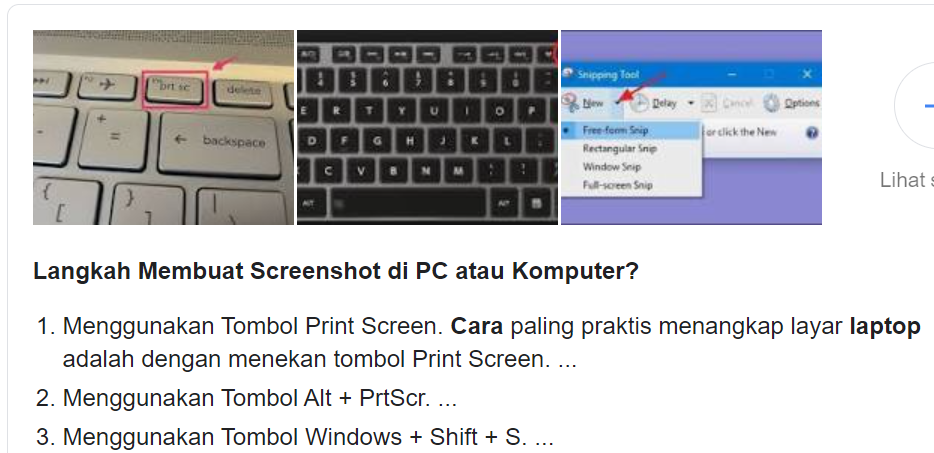 prt sc
delete
+
=
← backspace
{
[
}
]
|
\
E R T Y U I O P
D F G H J K L
C V B N M
ALT
ALT
Snipping Tool
New
Delay
Cancel
Options
Free-form Snip
or click the New
Rectangular Snip
Window Snip
Full-screen Snip
Lihat s
Langkah Membuat Screenshot di PC atau Komputer?
1. Menggunakan Tombol Print Screen. Cara paling praktis menangkap layar laptop
adalah dengan menekan tombol Print Screen. ...
2. Menggunakan Tombol Alt + PrtScr. ...
3. Menggunakan Tombol Windows + Shift + S. ...